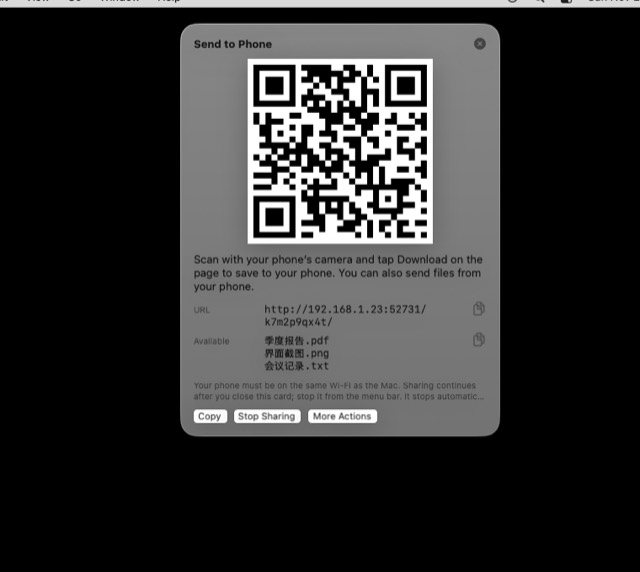 Send to Phone
Scan with your phone's camera and tap Download on the
page to save to your phone. You can also send files from
your phone.
URL
http://192.168.1.23:52731/
k7m2p9qx4t/
Available
季度报告.pdf
界面截图.png
会议记录.txt
Your phone must be on the same Wi-Fi as the Mac. Sharing continues
after you close this card; stop it from the menu bar. It stops automatic...
Copy Stop Sharing More Actions